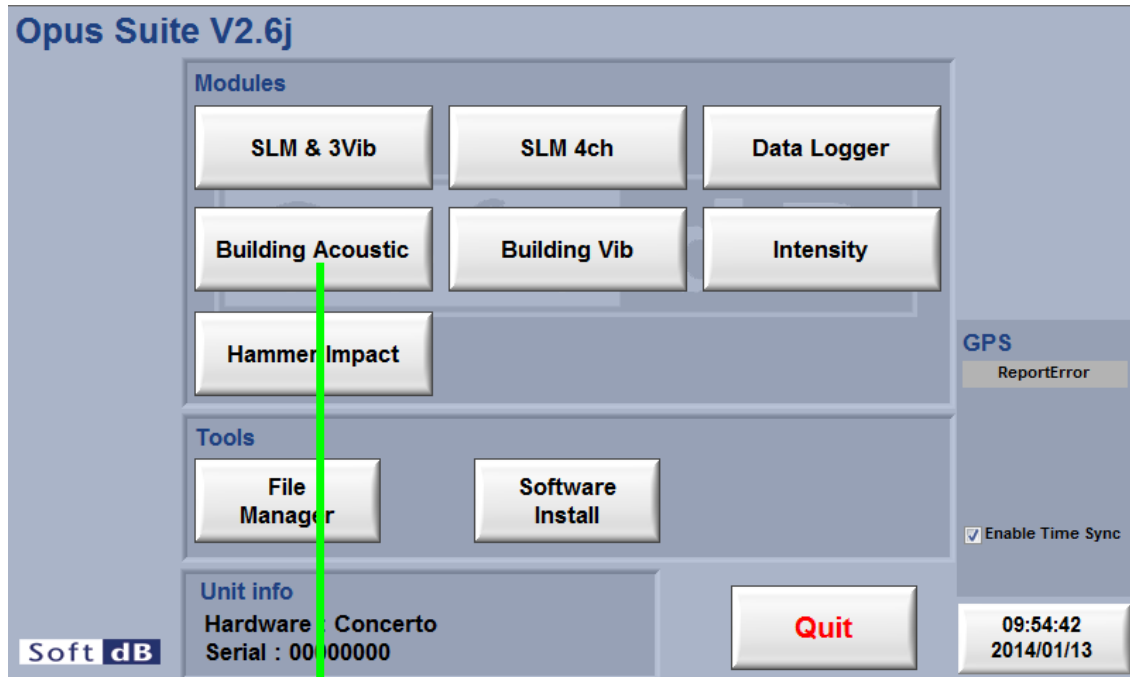 Opus Suite V2.6j
Modules
SLM & 3Vib
SLM 4ch
Data Logger
Building Acoustic
Building Vib
Intensity
Hammer Impact
GPS
ReportError
Enable Time Sync
Tools
File
Manager
Software
Install
Unit info
Hardware : Concerto
Serial : 00000000
Quit
09:54:42
2014/01/13
Soft dB